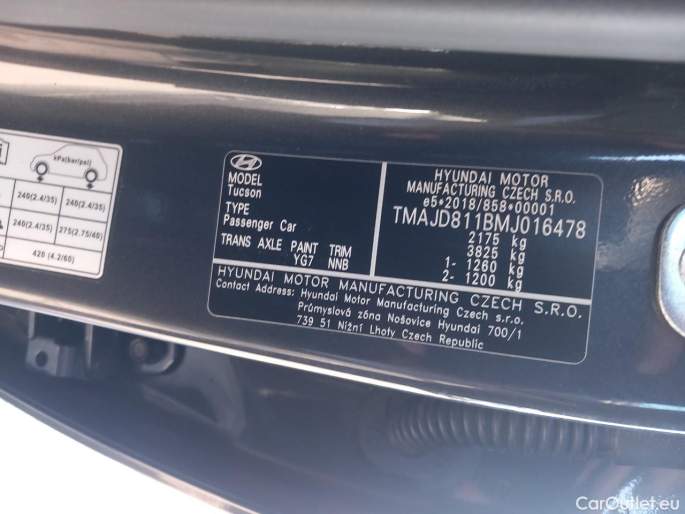 kPa(bar/psi)
240(2.4/35) 240(2.4/35)
240(2.4/35) 275(2.75/40)
420 (4.2/60)
MODEL
Tucson
TYPE
Passenger Car
TRANS AXLE PAINT TRIM
YG7 NNB
HYUNDAI MOTOR
MANUFACTURING CZECH S.R.O.
e5*2018/858*00001
TMAJD811BMJ016478
2175 kg
3825 kg
1- 1260 kg
2- 1200 kg
HYUNDAI MOTOR MANUFACTURING CZECH S.R.O.
Contact Address: Hyundai Motor Manufacturing Czech s.r.o.
Průmyslová zóna Nošovice Hyundai 700/1
739 51 Nižní Lhoty Czech Republic
CarOutlet.eu